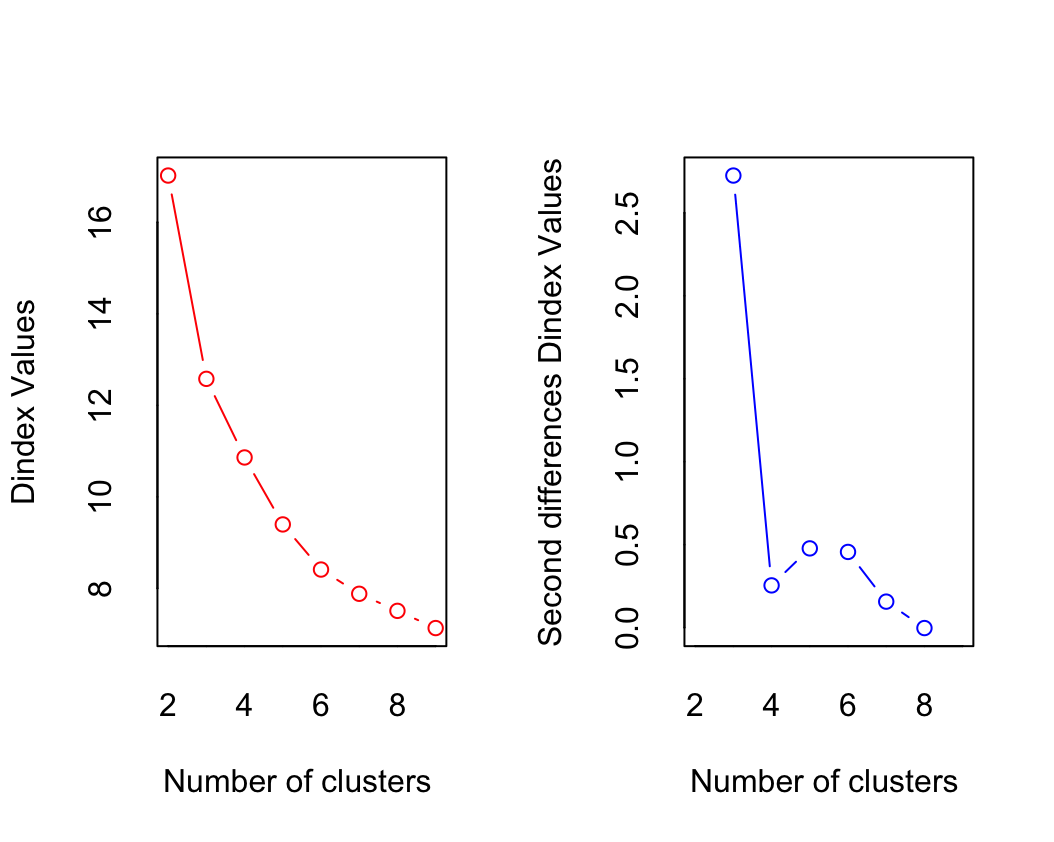 Dindex Values
16
14
12
10
8
2 4 6 8
Number of clusters
Second differences Dindex Values
2.5
2.0
1.5
1.0
0.5
0.0
2 4 6 8
Number of clusters